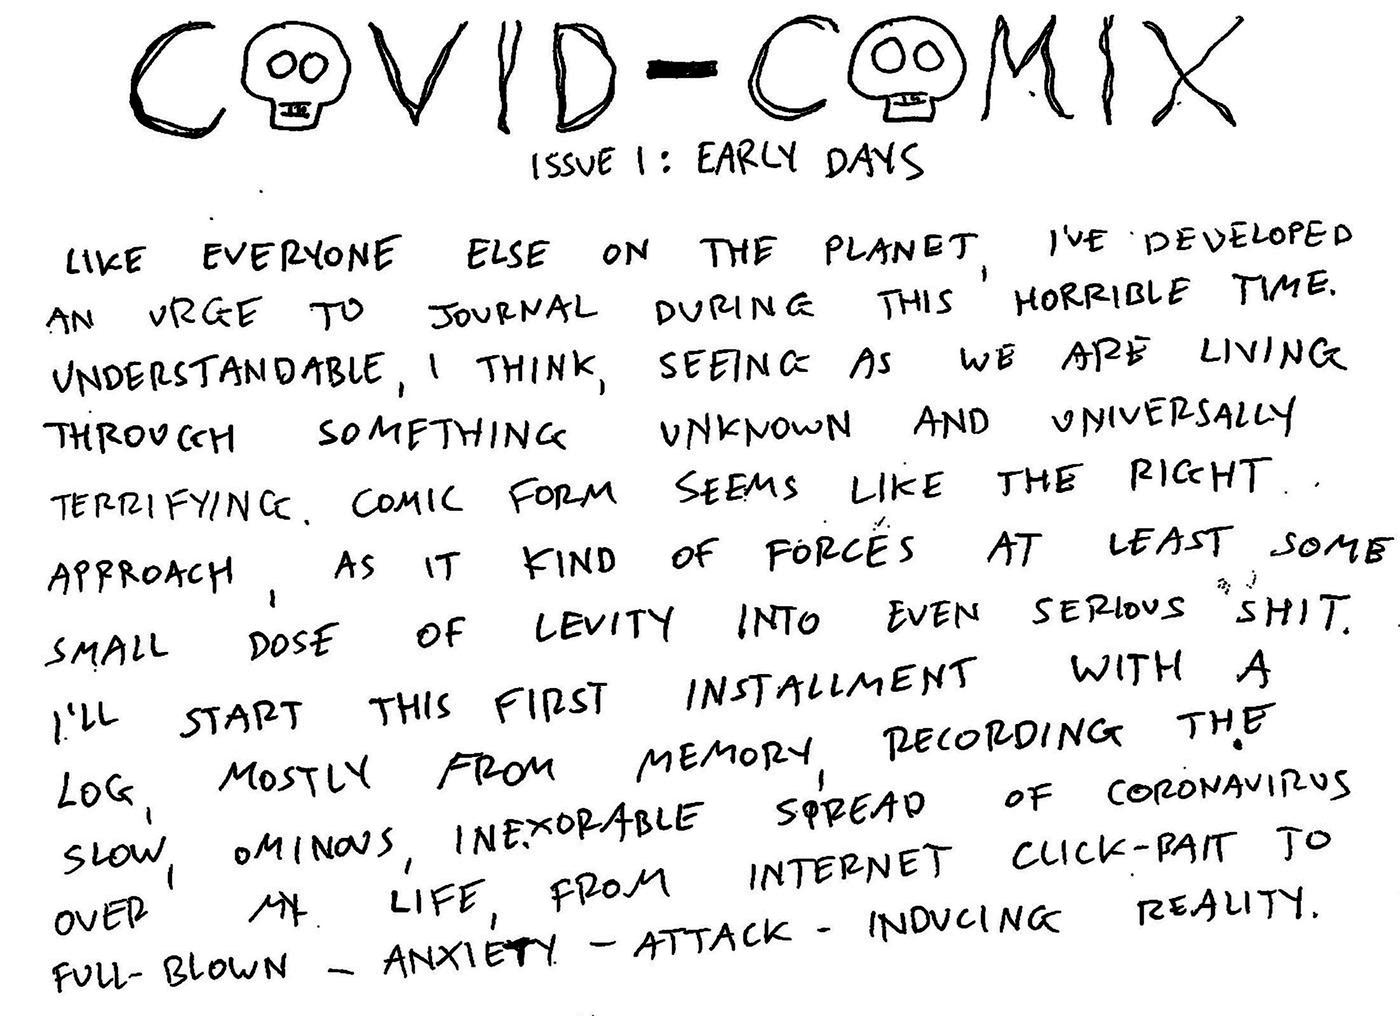 COVID-COMIX
ISSUE 1: EARLY DAYS
LIKE EVERYONE ELSE ON THE PLANET, I'VE DEVELOPED
AN URGE TO JOURNAL DURING THIS HORRIBLE TIME.
UNDERSTANDABLE, I THINK, SEEING AS WE ARE LIVING
THROUGH SOMETHING UNKNOWN AND UNIVERSALLY
TERRIFYING. COMIC FORM SEEMS LIKE THE RIGHT
APPROACH, AS IT KIND OF FORCES AT LEAST SOME
SMALL DOSE OF LEVITY INTO EVEN SERIOUS SHIT.
I'LL START THIS FIRST INSTALLMENT WITH A
LOG, MOSTLY FROM MEMORY, RECORDING THE
SLOW, OMINOUS, INEXORABLE SPREAD OF CORONAVIRUS
OVER MY LIFE, FROM INTERNET CLICK-BAIT TO
FULL-BLOWN - ANXIETY - ATTACK - INDUCING REALITY.